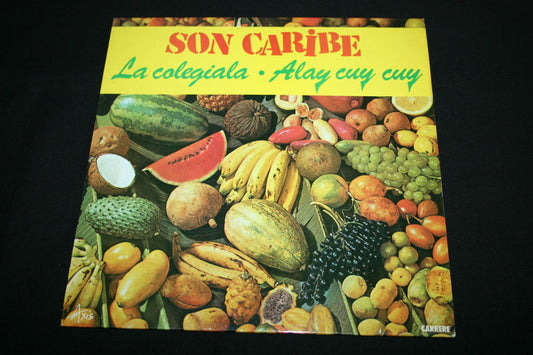 SON CARIBE
La colegiala • Alay cuy cuy
Axis
CARRERE